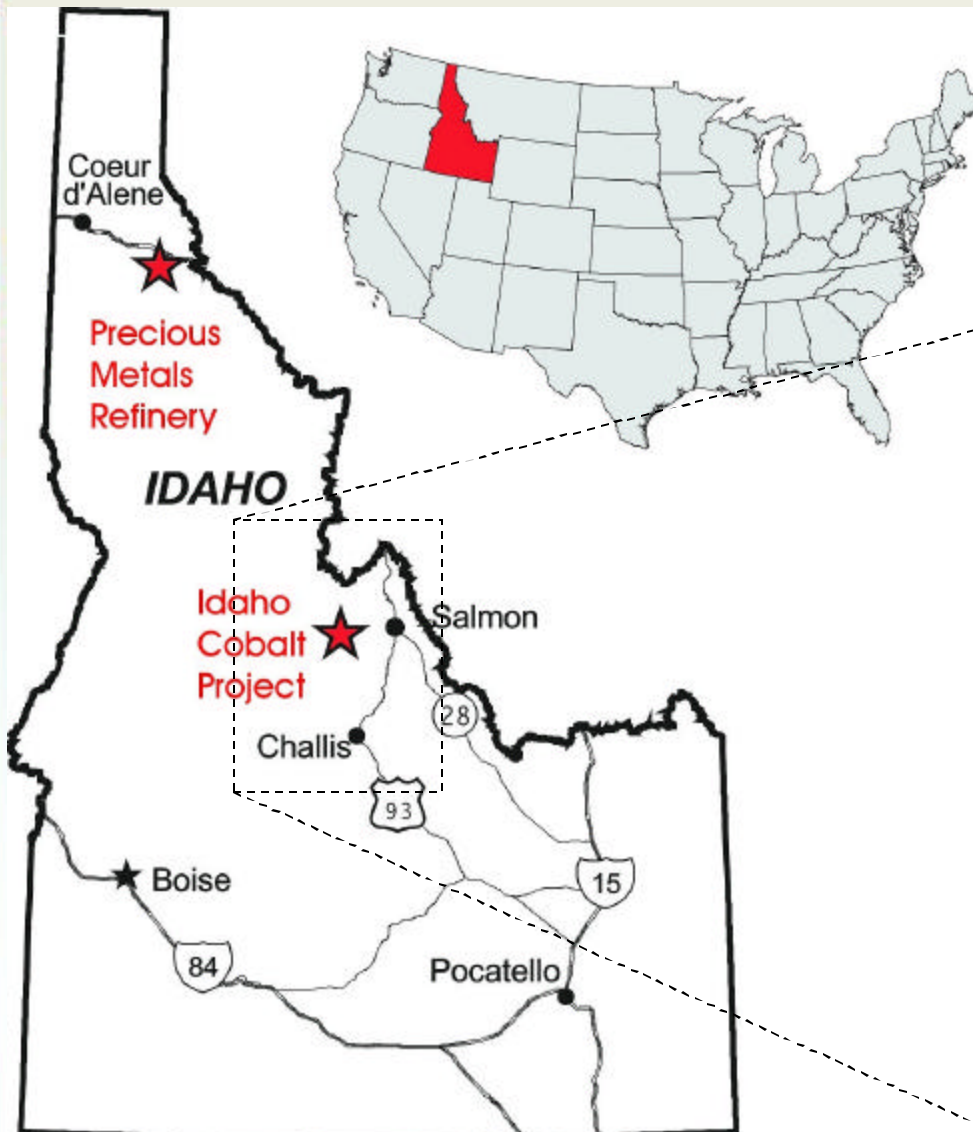 Coeur
d'Alene
Precious
Metals
Refinery
IDAHO
Idaho
Cobalt
Project
Salmon
28
Challis
93
Boise
15
84
Pocatello